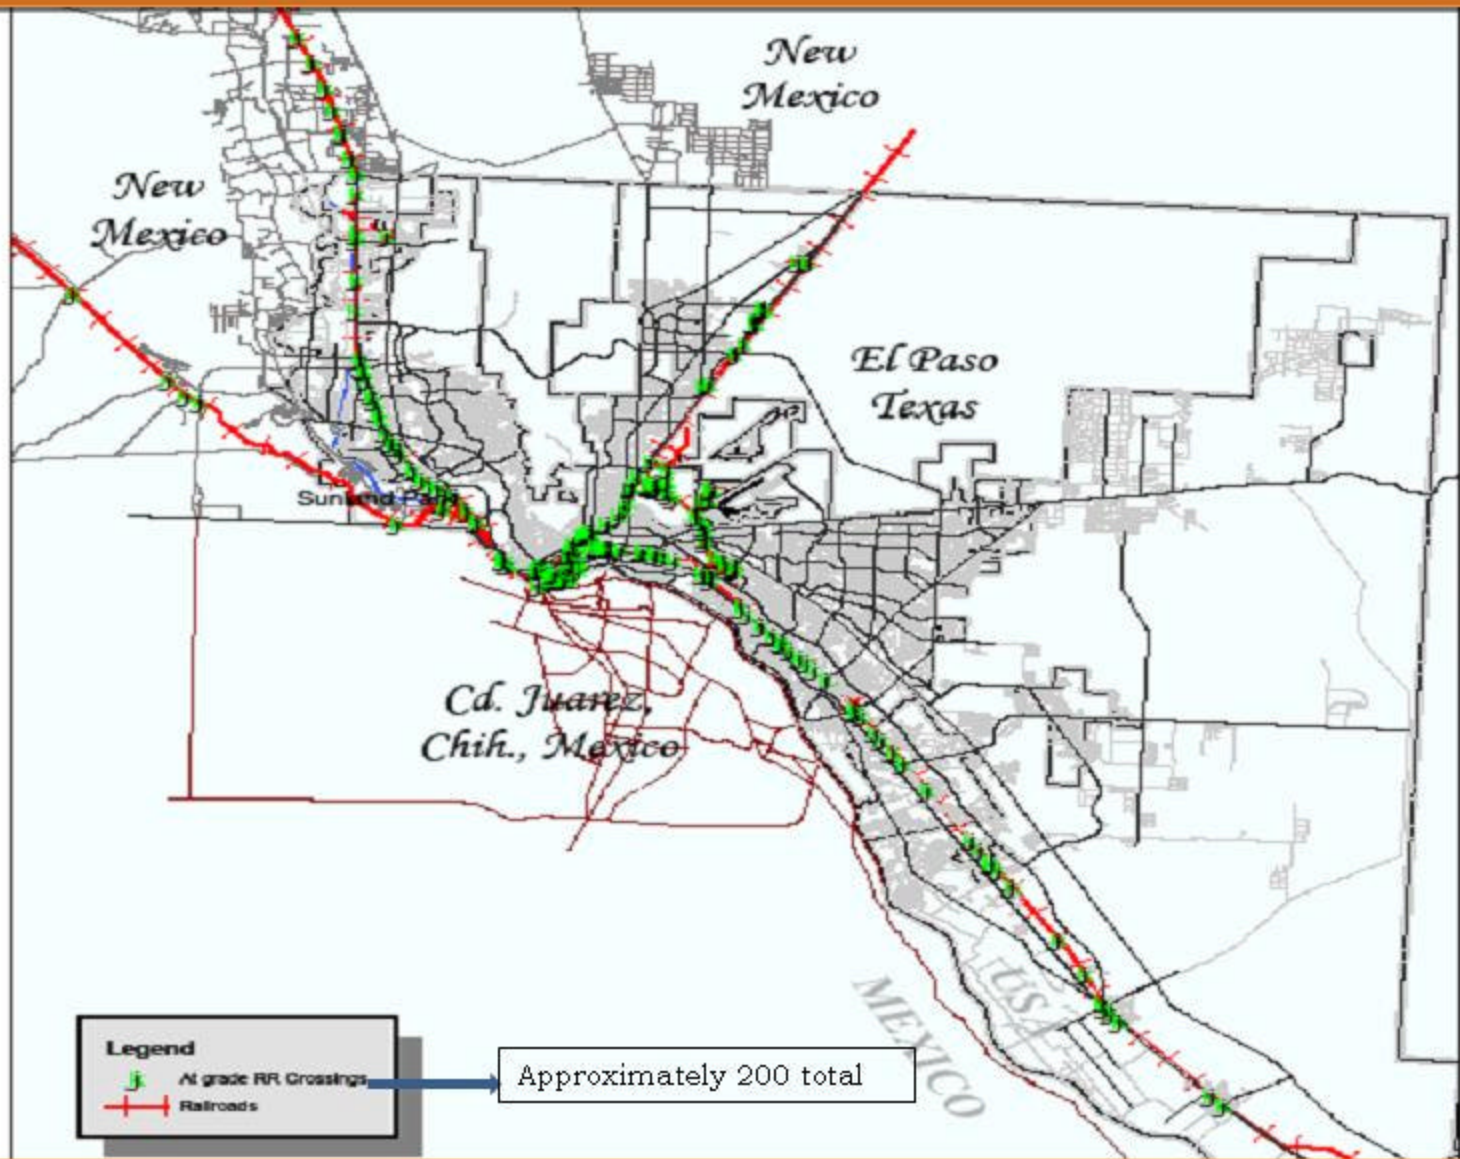 New
Mexico
New
Mexico
El Paso
Texas
Sunland Park
Cd. Juarez,
Chih., Mexico
USA
MEXICO
Legend
At grade RR Crossings
Railroads
Approximately 200 total